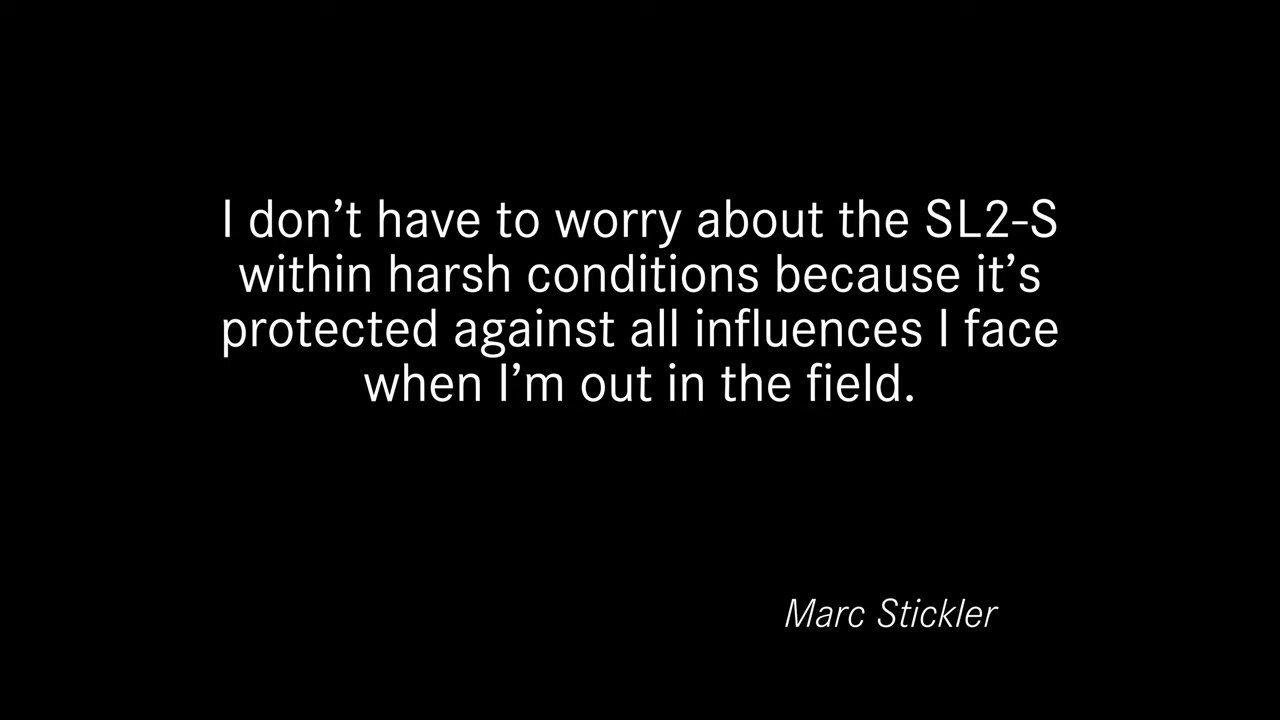 I don’t have to worry about the SL2-S
within harsh conditions because it’s
protected against all influences I face
when I’m out in the field.
Marc Stickler